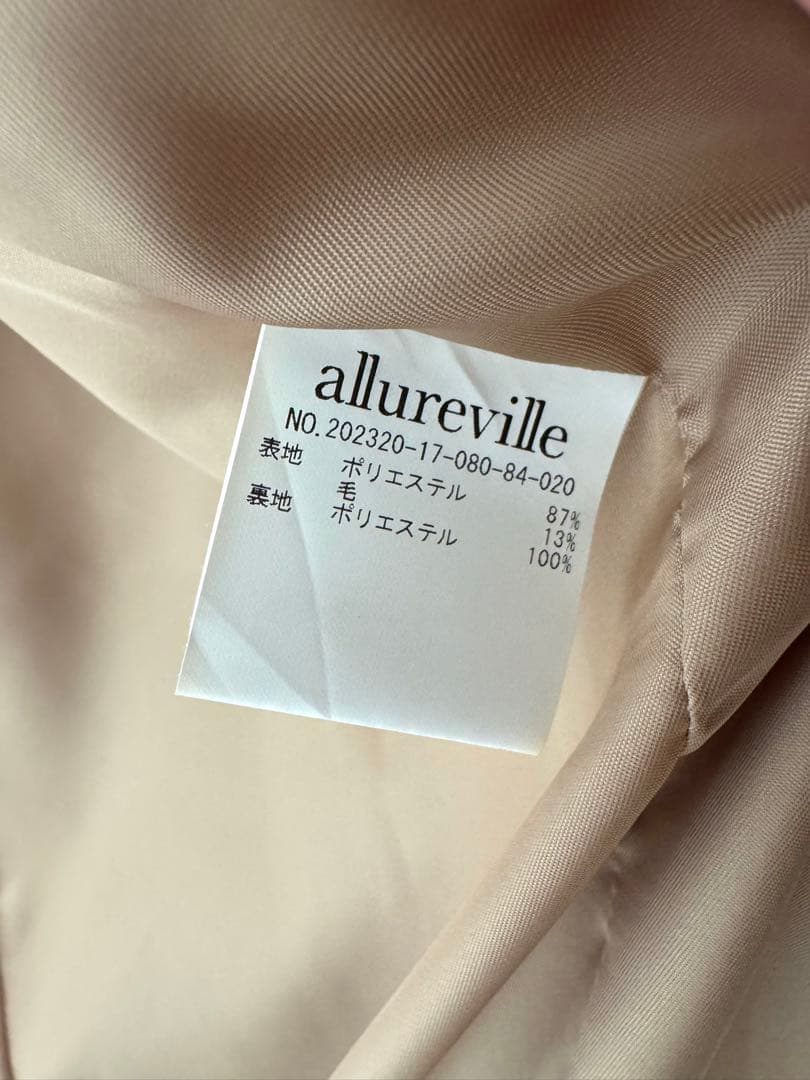 allureville
NO.202320-17-080-84-020
表地 ポリエステル 87%
毛 13%
裏地 ポリエステル 100%